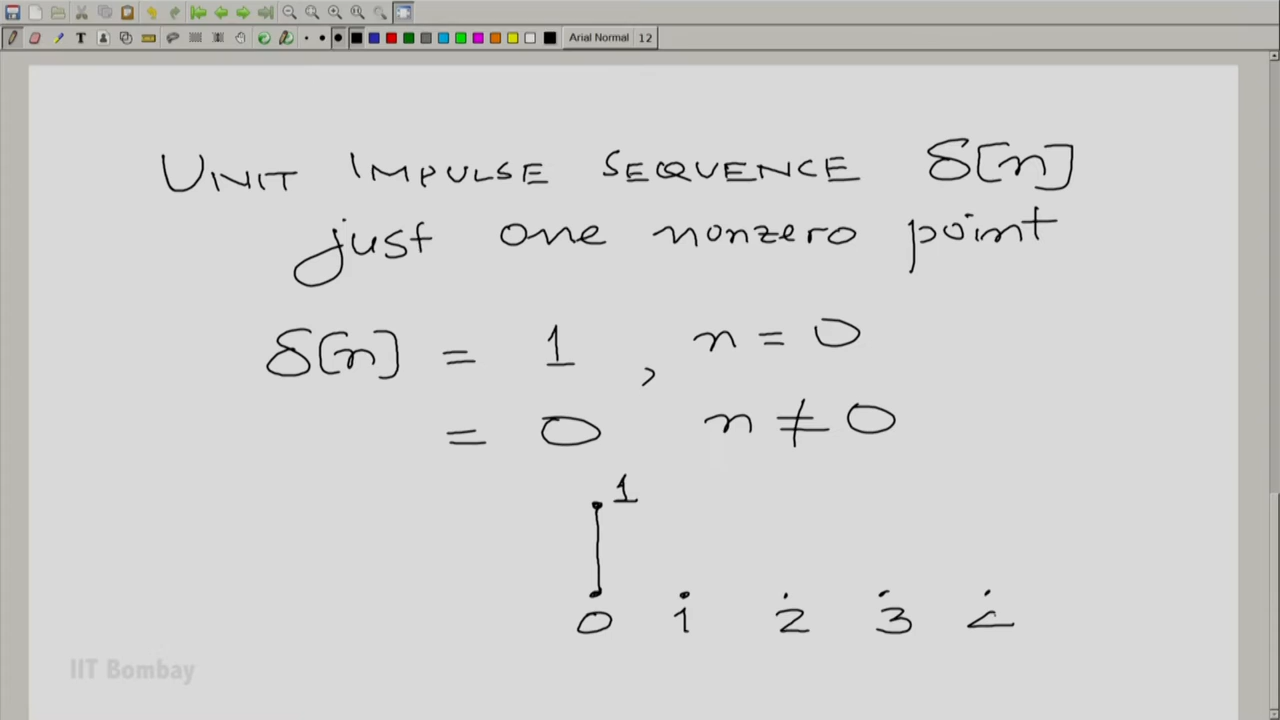 Arial Normal 12
UNIT IMPULSE SEQUENCE δ[n]
just one nonzero point
δ[n] = 1 , n = 0
= 0 n ≠ 0
1
0 1 2 3
IIT Bombay